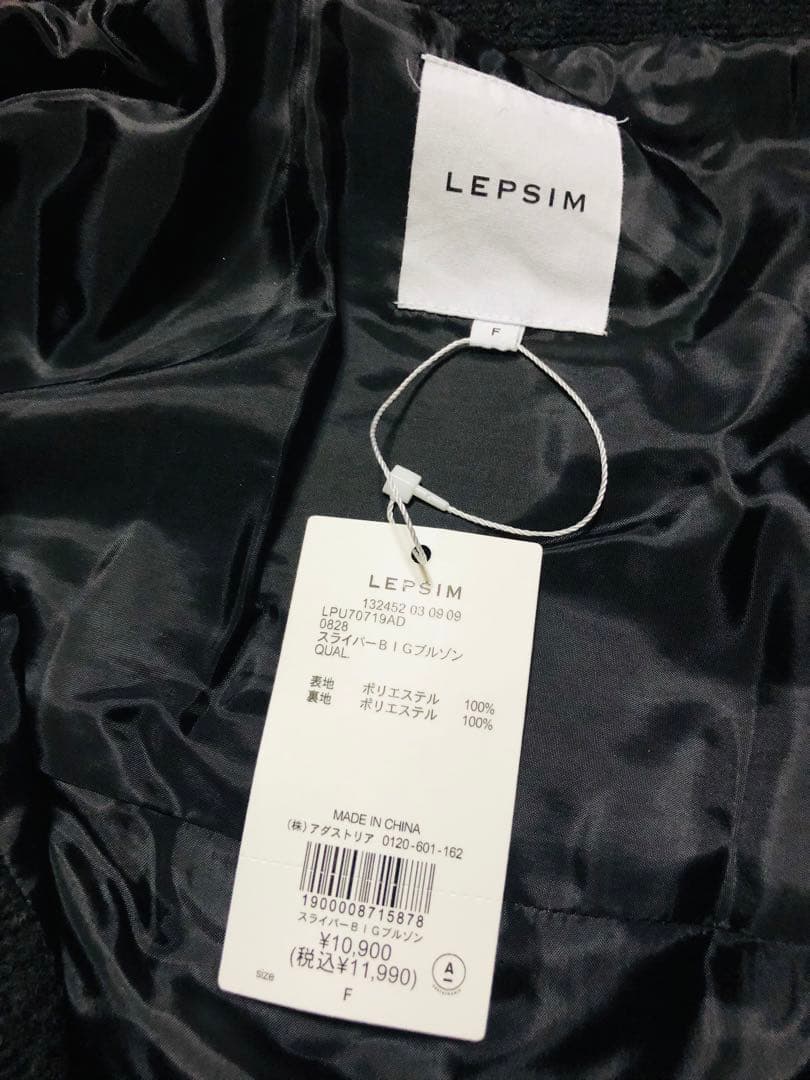 LEPSIM
F
LEPSIM
132452 03 09 09
LPU70719AD
0828
スライバーBIGブルゾン
QUAL.
表地 ポリエステル 100%
裏地 ポリエステル 100%
MADE IN CHINA
(株)アダストリア 0120-601-162
1900008715878
スライバーBIGブルゾン
¥10,900
(税込¥11,990)
A
size
F